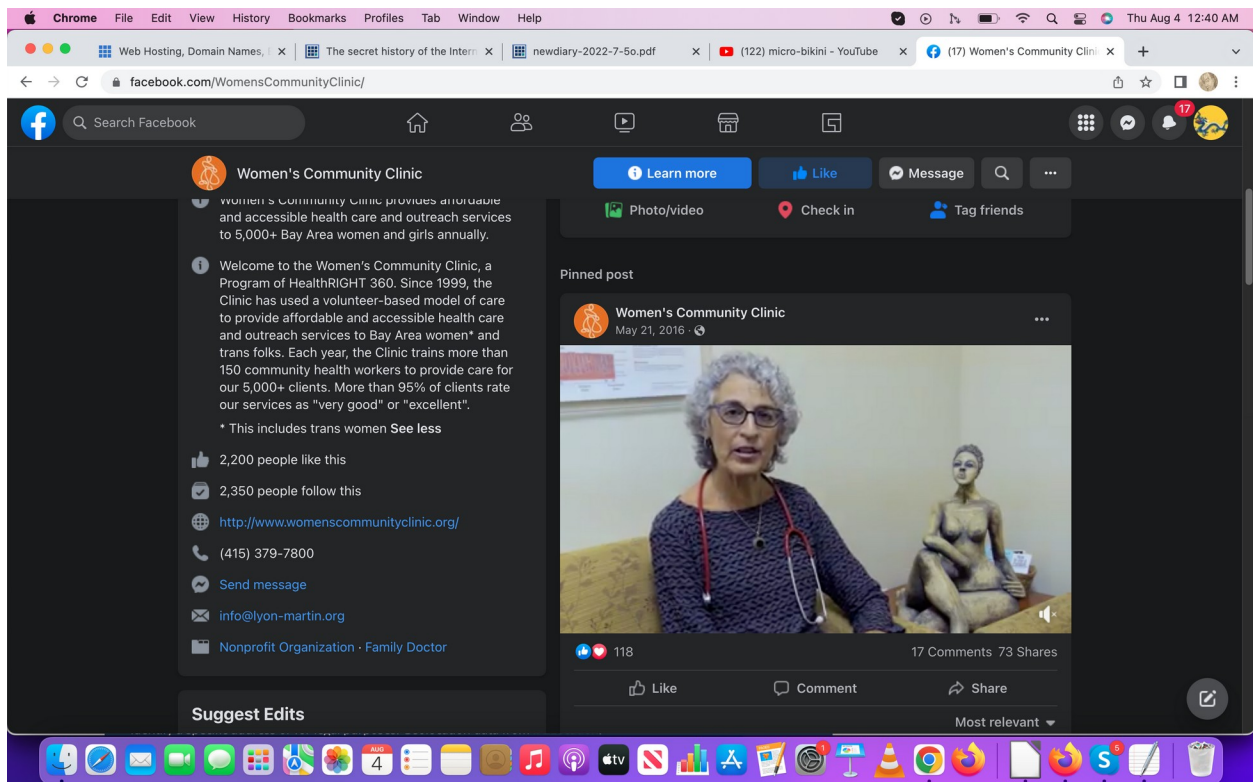 Chrome File Edit View History Bookmarks Profiles Tab Window Help
Thu Aug 4 12:40 AM
Web Hosting, Domain Names,
The secret history of the Intern
newdiary-2022-7-5o.pdf
(122) micro-bikini - YouTube
(17) Women's Community Clini
facebook.com/WomensCommunityClinic/
Search Facebook
17
Women's Community Clinic
Learn more
Like
Message
Women's Community Clinic provides affordable
and accessible health care and outreach services
to 5,000+ Bay Area women and girls annually.
Welcome to the Women's Community Clinic, a
Program of HealthRIGHT 360. Since 1999, the
Clinic has used a volunteer-based model of care
to provide affordable and accessible health care
and outreach services to Bay Area women* and
trans folks. Each year, the Clinic trains more than
150 community health workers to provide care for
our 5,000+ clients. More than 95% of clients rate
our services as "very good" or "excellent".
* This includes trans women See less
2,200 people like this
2,350 people follow this
http://www.womenscommunityclinic.org/
(415) 379-7800
Send message
info@lyon-martin.org
Nonprofit Organization · Family Doctor
Suggest Edits
Photo/video
Check in
Tag friends
Pinned post
Women's Community Clinic
May 21, 2016
118
17 Comments 73 Shares
Like
Comment
Share
Most relevant
AUG
4
tv
1
5